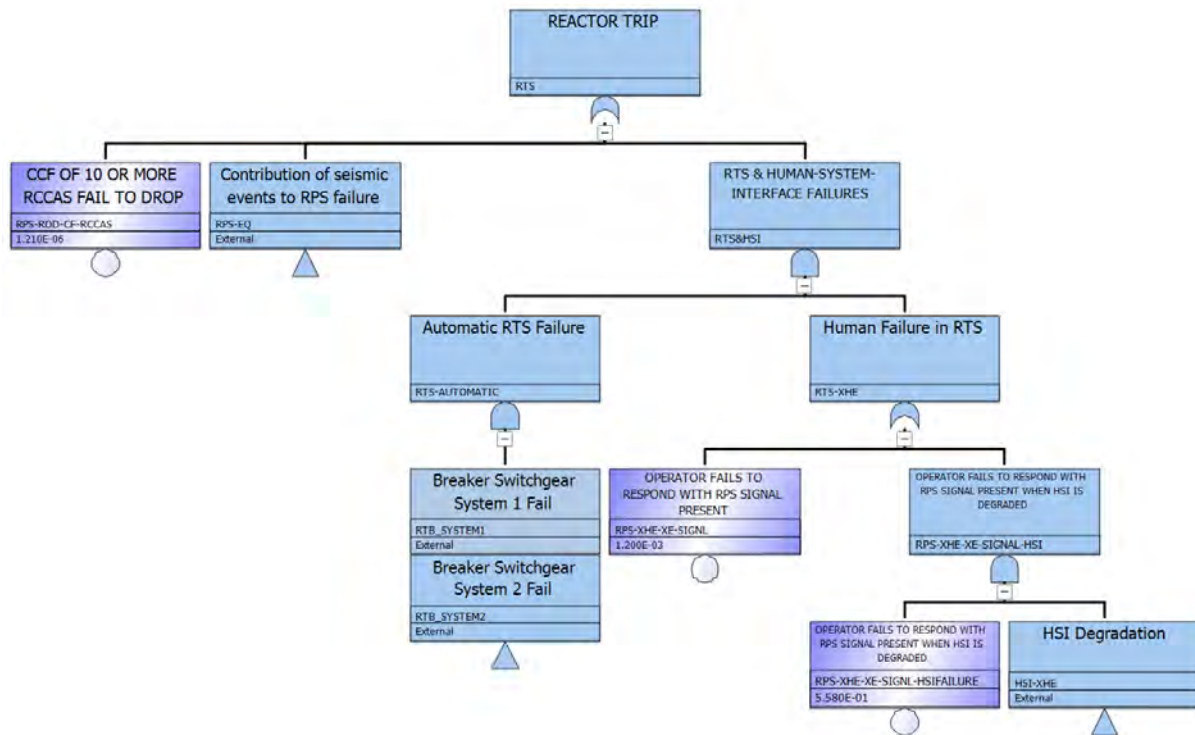 REACTOR TRIP
RTS
CCF OF 10 OR MORE
RCCAS FAIL TO DROP
RPS-ROD-CF-RCCAS
1.210E-06
Contribution of seismic
events to RPS failure
RPS-EQ
External
RTS & HUMAN-SYSTEM-
INTERFACE FAILURES
RTS&HSI
Automatic RTS Failure
RTS-AUTOMATIC
Human Failure in RTS
RTS-XHE
Breaker Switchgear
System 1 Fail
RTB_SYSTEM1
External
Breaker Switchgear
System 2 Fail
RTB_SYSTEM2
External
OPERATOR FAILS TO
RESPOND WITH RPS SIGNAL
PRESENT
RPS-XHE-XE-SIGNL
1.200E-03
OPERATOR FAILS TO RESPOND WITH
RPS SIGNAL PRESENT WHEN HSI IS
DEGRADED
RPS-XHE-XE-SIGNAL-HSI
OPERATOR FAILS TO RESPOND WITH
RPS SIGNAL PRESENT WHEN HSI IS
DEGRADED
RPS-XHE-XE-SIGNL-HSIFAILURE
5.580E-01
HSI Degradation
HSI-XHE
External